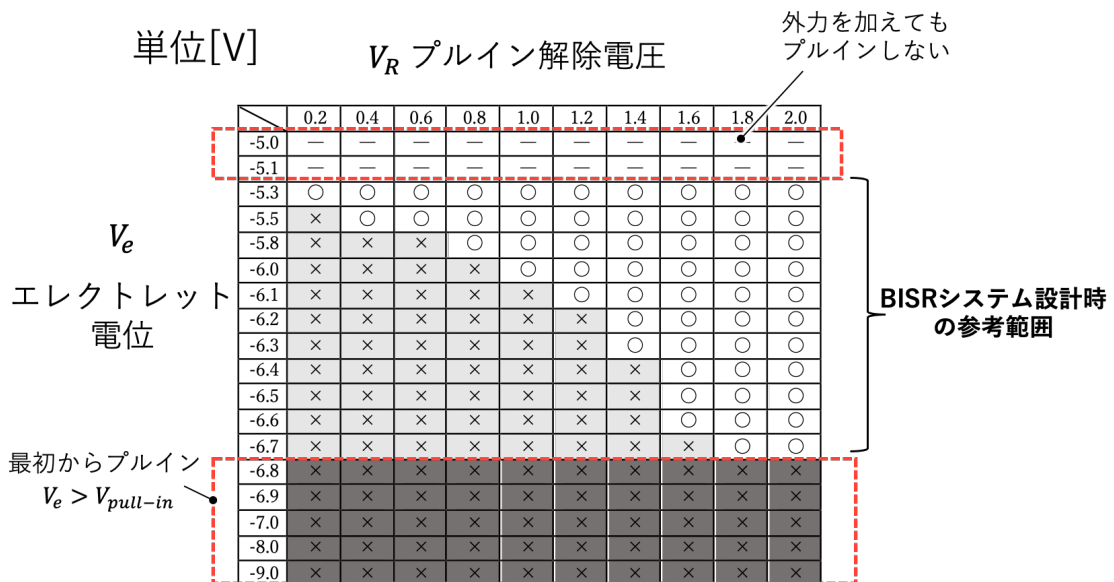 単位[V]
V_R プルイン解除電圧
外力を加えても
プルインしない
0.2 0.4 0.6 0.8 1.0 1.2 1.4 1.6 1.8 2.0
-5.0 — — — — — — — — — —
-5.1 — — — — — — — — — —
-5.3 ○ ○ ○ ○ ○ ○ ○ ○ ○ ○
-5.5 × ○ ○ ○ ○ ○ ○ ○ ○ ○
-5.8 × × × ○ ○ ○ ○ ○ ○ ○
-6.0 × × × × ○ ○ ○ ○ ○ ○
-6.1 × × × × × ○ ○ ○ ○ ○
-6.2 × × × × × × ○ ○ ○ ○
-6.3 × × × × × × ○ ○ ○ ○
-6.4 × × × × × × × ○ ○ ○
-6.5 × × × × × × × ○ ○ ○
-6.6 × × × × × × × ○ ○ ○
-6.7 × × × × × × × × ○ ○
-6.8 × × × × × × × × × ×
-6.9 × × × × × × × × × ×
-7.0 × × × × × × × × × ×
-8.0 × × × × × × × × × ×
-9.0 × × × × × × × × × ×
V_e
エレクトレット
電位
BISRシステム設計時
の参考範囲
最初からプルイン
V_e > V_pull−in